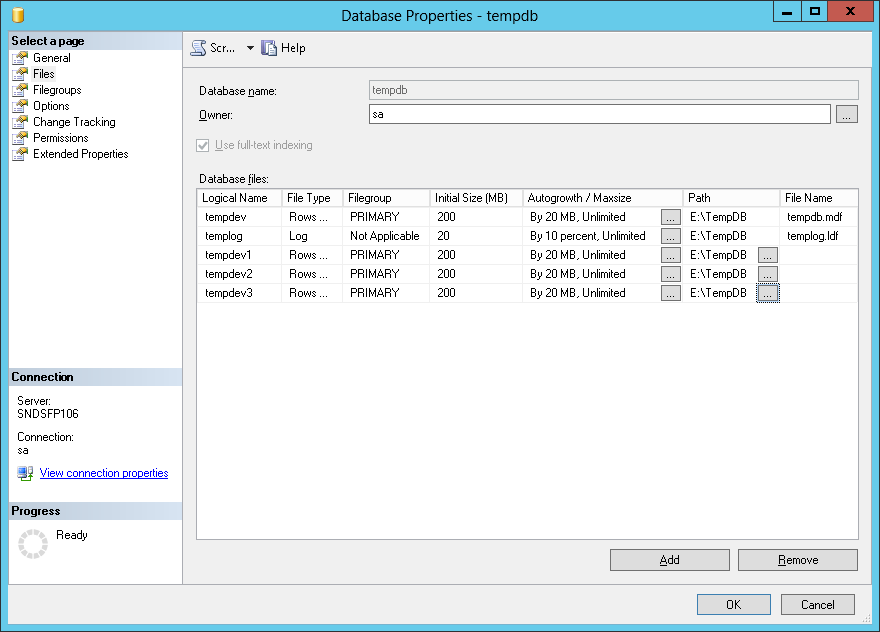 Database Properties - tempdb
Select a page
General
Files
Filegroups
Options
Change Tracking
Permissions
Extended Properties
Scr... Help
Database name: tempdb
Owner: sa ...
Use full-text indexing
Database files:
Logical Name File Type Filegroup Initial Size (MB) Autogrowth / Maxsize Path File Name
tempdev Rows ... PRIMARY 200 By 20 MB, Unlimited ... E:\TempDB tempdb.mdf
templog Log Not Applicable 20 By 10 percent, Unlimited ... E:\TempDB templog.ldf
tempdev1 Rows ... PRIMARY 200 By 20 MB, Unlimited ... E:\TempDB ...
tempdev2 Rows ... PRIMARY 200 By 20 MB, Unlimited ... E:\TempDB ...
tempdev3 Rows ... PRIMARY 200 By 20 MB, Unlimited ... E:\TempDB ...
Connection
Server:
SNDSFP106
Connection:
sa
View connection properties
Progress
Ready
Add Remove
OK Cancel